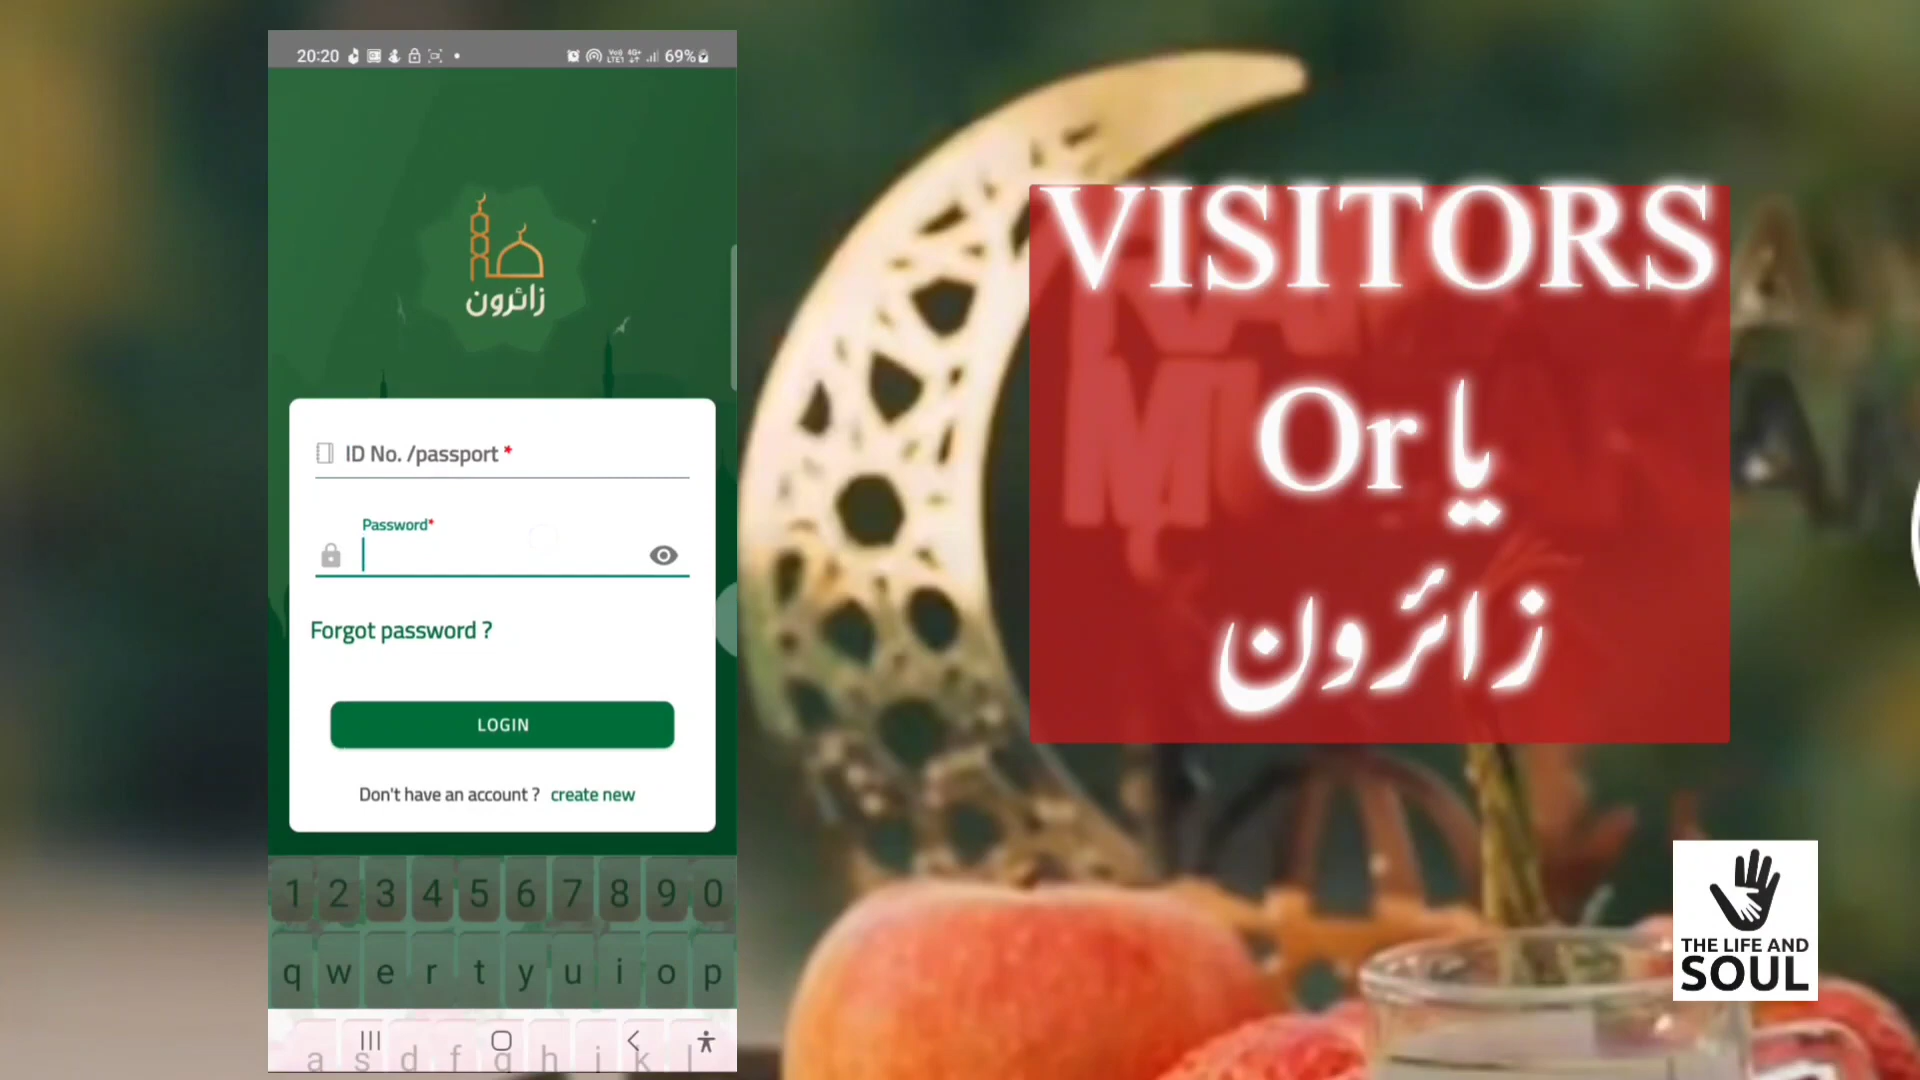 20:20
69%
زائرون
ID No. /passport *
Password*
Forgot password ?
LOGIN
Don't have an account ? create new
1 2 3 4 5 6 7 8 9 0
q w e r t y u i o p
a s d f g h j k l
VISITORS
Or یا
زائرون
THE LIFE AND
SOUL